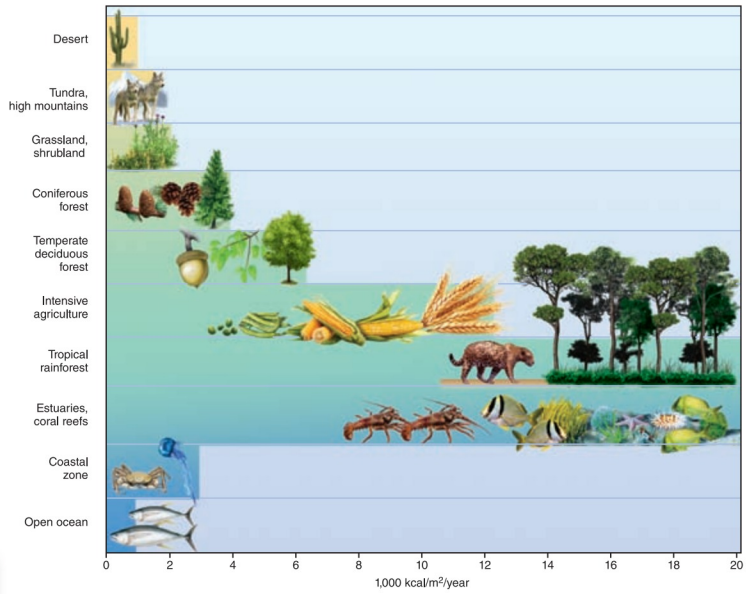 Desert
Tundra,
high mountains
Grassland,
shrubland
Coniferous
forest
Temperate
deciduous
forest
Intensive
agriculture
Tropical
rainforest
Estuaries,
coral reefs
Coastal
zone
Open ocean
0 2 4 6 8 10 12 14 16 18 20
1,000 kcal/m²/year